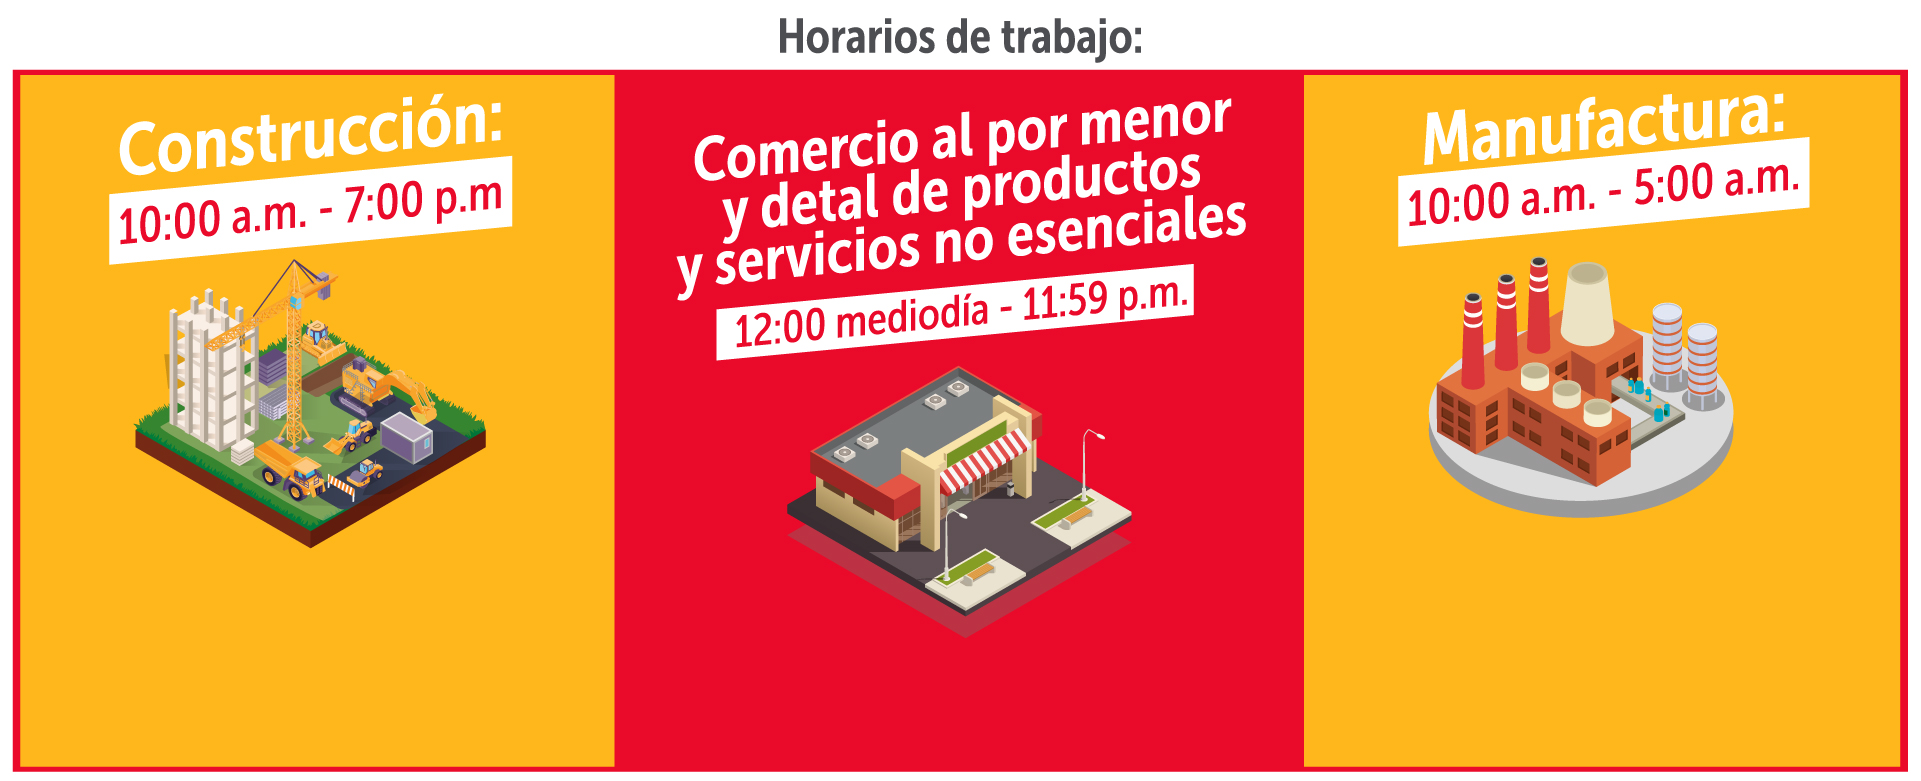 Horarios de trabajo:
Construcción:
10:00 a.m. - 7:00 p.m
Comercio al por menor
y detal de productos
y servicios no esenciales
12:00 mediodía - 11:59 p.m.
Manufactura:
10:00 a.m. - 5:00 a.m.